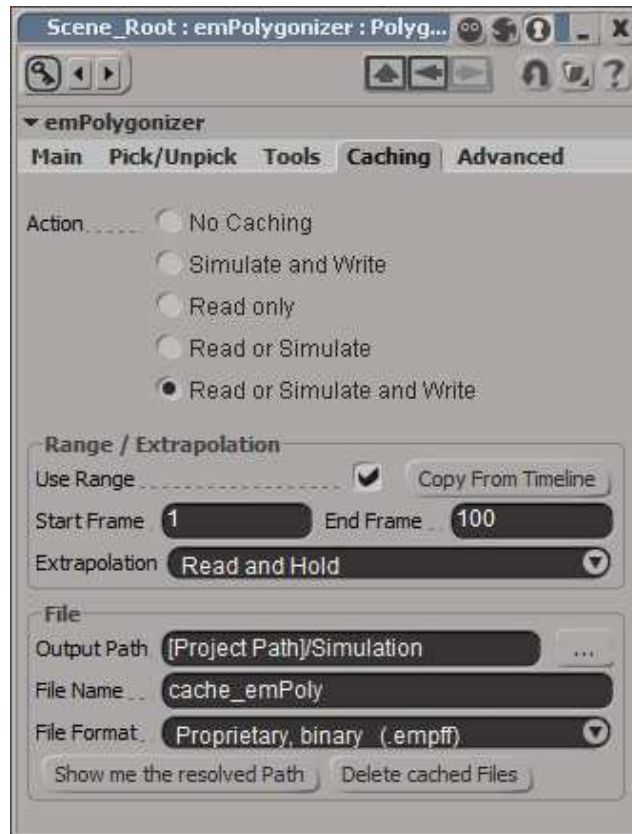 Scene_Root : emPolygonizer : Polyg...
emPolygonizer
Main Pick/Unpick Tools Caching Advanced
Action No Caching
Simulate and Write
Read only
Read or Simulate
Read or Simulate and Write
Range / Extrapolation
Use Range Copy From Timeline
Start Frame 1 End Frame 100
Extrapolation Read and Hold
File
Output Path [Project Path]/Simulation ...
File Name cache_emPoly
File Format Proprietary, binary (.empff)
Show me the resolved Path Delete cached Files